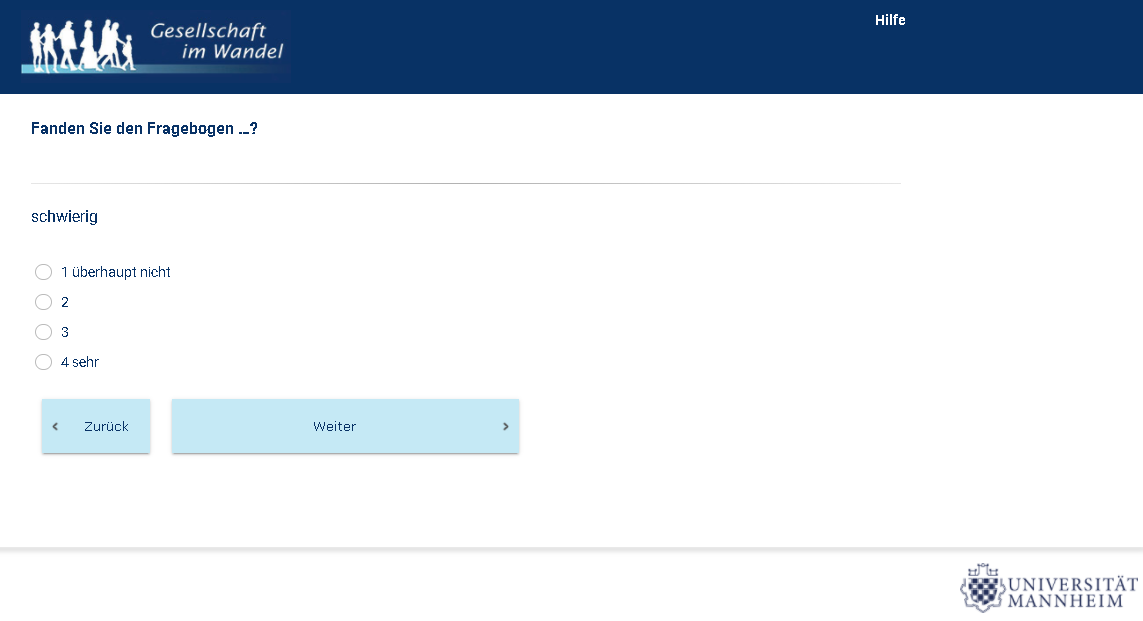 Gesellschaft
im Wandel
Hilfe
Fanden Sie den Fragebogen ...?
schwierig
1 überhaupt nicht
2
3
4 sehr
Zurück
Weiter
UNIVERSITÄT
MANNHEIM